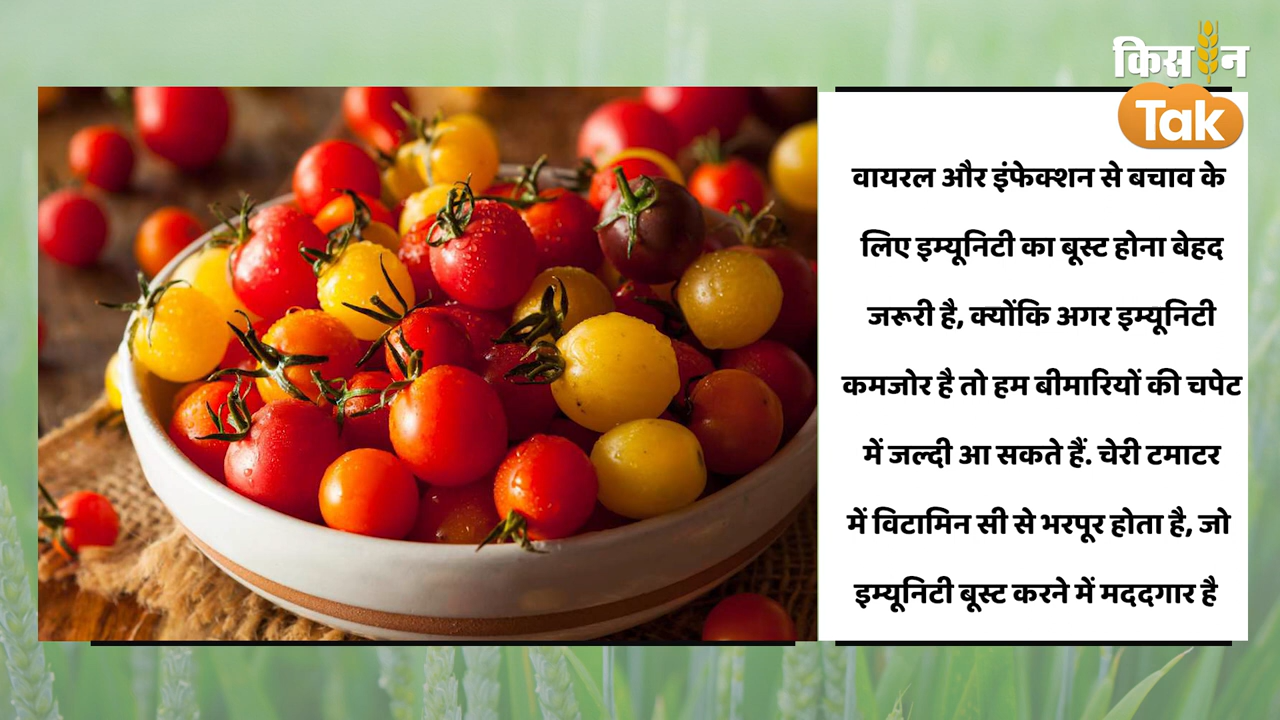 किसान
Tak
वायरल और इंफेक्शन से बचाव के
लिए इम्यूनिटी का बूस्ट होना बेहद
जरूरी है, क्योंकि अगर इम्यूनिटी
कमजोर है तो हम बीमारियों की चपेट
में जल्दी आ सकते हैं. चेरी टमाटर
में विटामिन सी से भरपूर होता है, जो
इम्यूनिटी बूस्ट करने में मददगार है